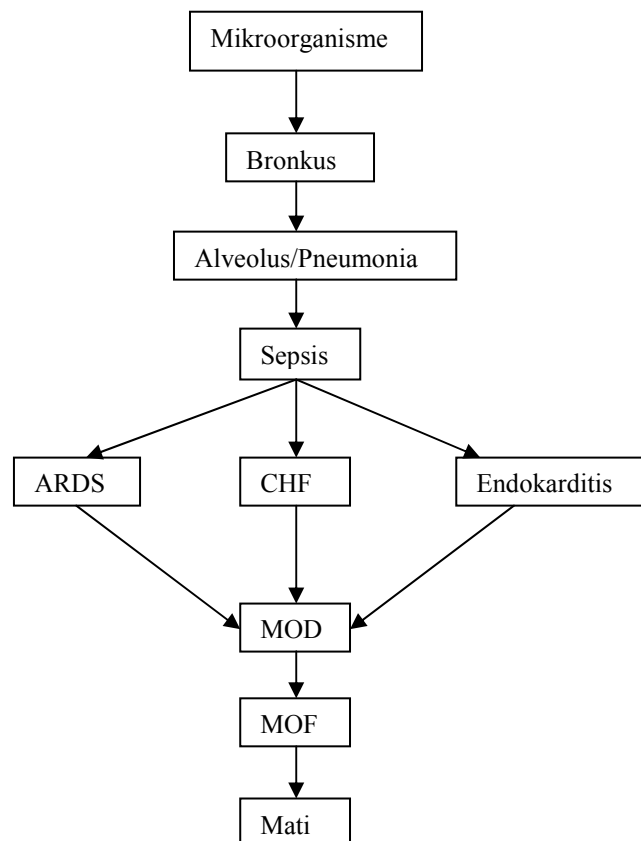 Mikroorganisme
Bronkus
Alveolus/Pneumonia
Sepsis
ARDS
CHF
Endokarditis
MOD
MOF
Mati